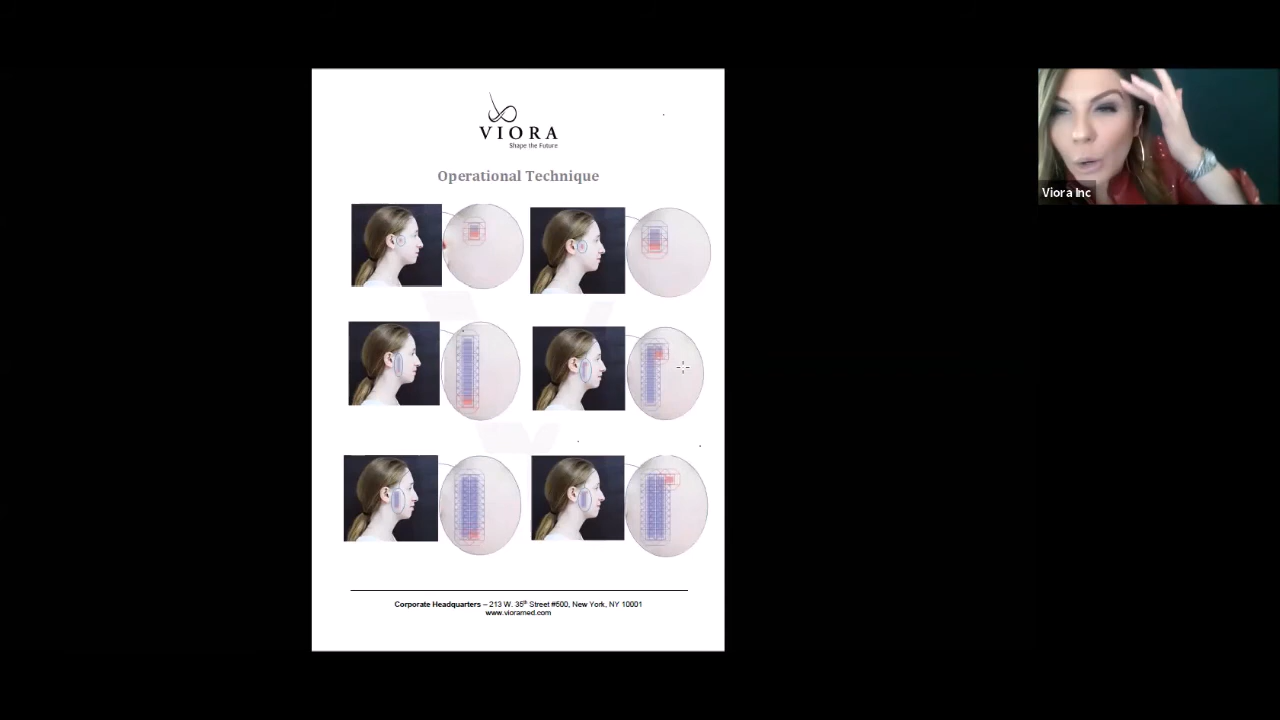 VIORA
Shape the Future
Operational Technique
Corporate Headquarters – 213 W. 35th Street #500, New York, NY 10001
www.vioramed.com
Viora Inc